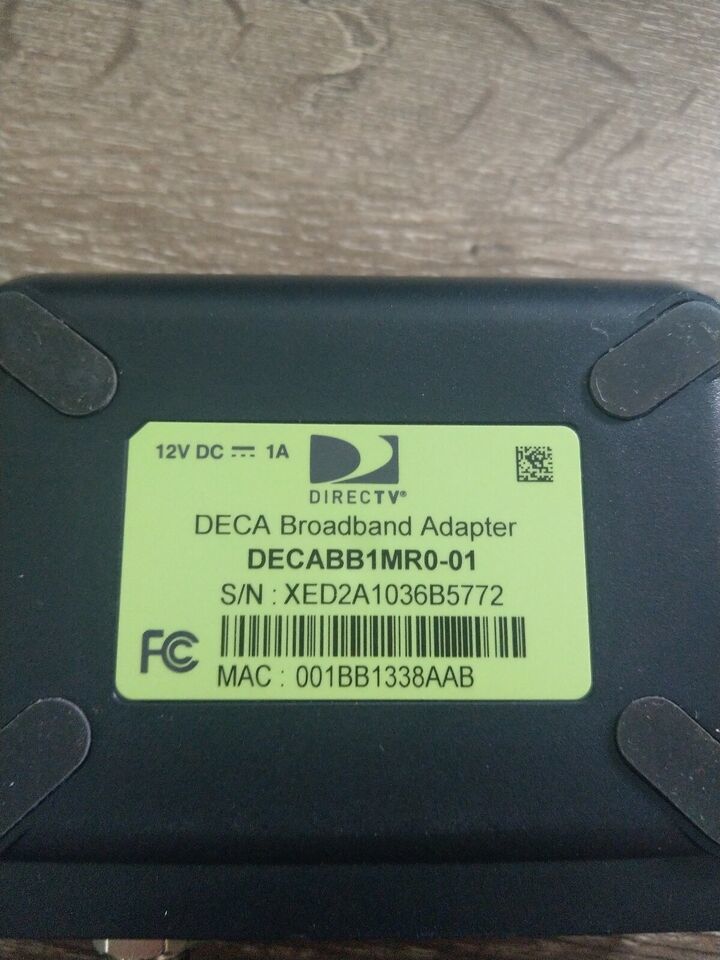 12V DC ⎓ 1A
DIRECTV®
DECA Broadband Adapter
DECABB1MR0-01
S/N : XED2A1036B5772
FC
MAC : 001BB1338AAB